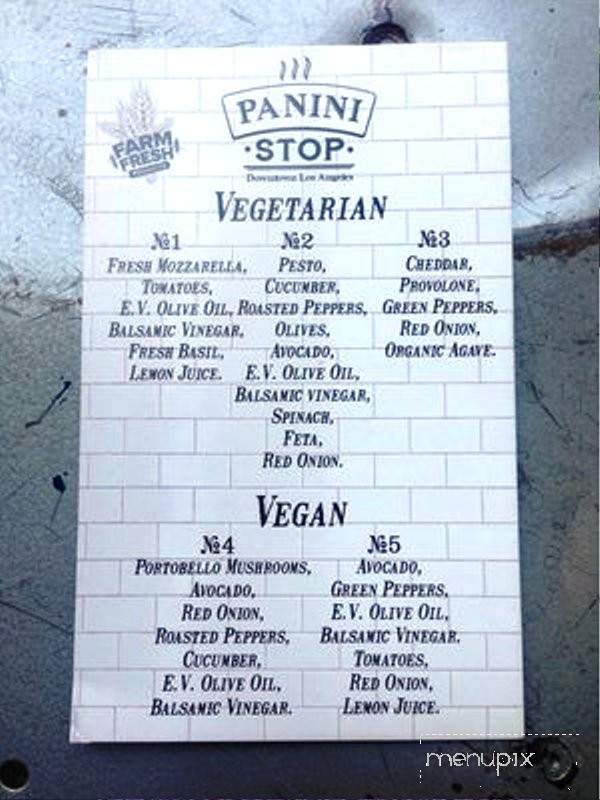 FARM
FRESH
PANINI
STOP
Downtown Los Angeles
VEGETARIAN
№1
FRESH MOZZARELLA,
TOMATOES,
E.V. OLIVE OIL,
BALSAMIC VINEGAR,
FRESH BASIL,
LEMON JUICE.
№2
PESTO,
CUCUMBER,
ROASTED PEPPERS,
OLIVES,
AVOCADO,
E.V. OLIVE OIL,
BALSAMIC VINEGAR,
SPINACH,
FETA,
RED ONION.
№3
CHEDDAR,
PROVOLONE,
GREEN PEPPERS,
RED ONION,
ORGANIC AGAVE.
VEGAN
№4
PORTOBELLO MUSHROOMS,
AVOCADO,
RED ONION,
ROASTED PEPPERS,
CUCUMBER,
E.V. OLIVE OIL,
BALSAMIC VINEGAR.
№5
AVOCADO,
GREEN PEPPERS,
E.V. OLIVE OIL,
BALSAMIC VINEGAR.
TOMATOES,
RED ONION,
LEMON JUICE.
menupix